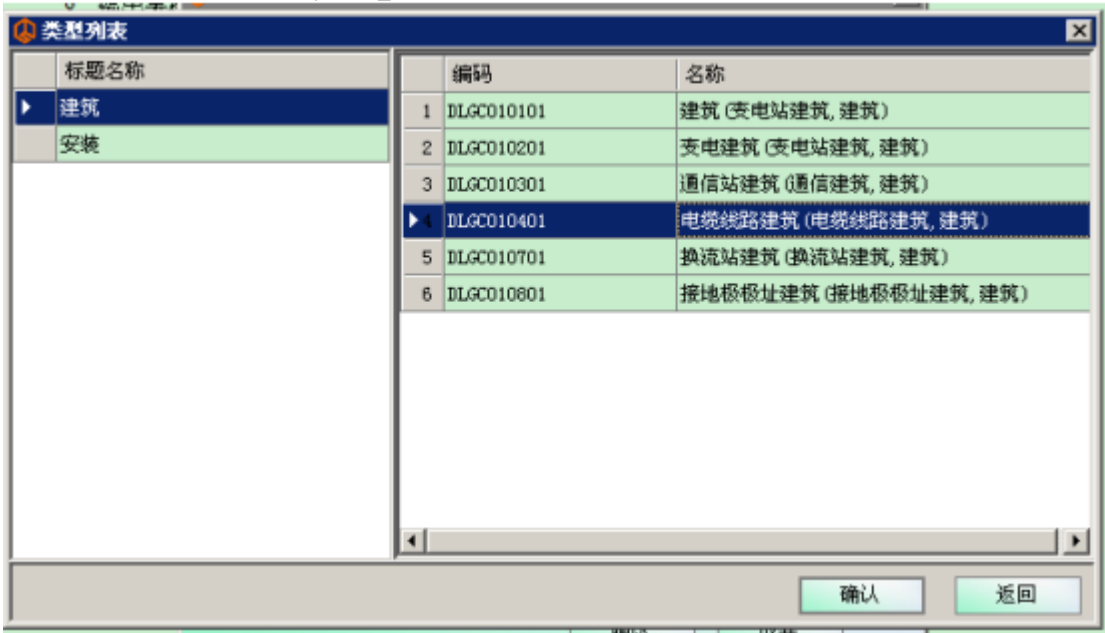 类型列表
标题名称
建筑
安装
编码 名称
1 DLGC010101 建筑(变电站建筑,建筑)
2 DLGC010201 变电建筑(变电站建筑,建筑)
3 DLGC010301 通信站建筑(通信建筑,建筑)
4 DLGC010401 电缆线路建筑(电缆线路建筑,建筑)
5 DLGC010701 换流站建筑(换流站建筑,建筑)
6 DLGC010801 接地极极址建筑(接地极极址建筑,建筑)
确认 返回